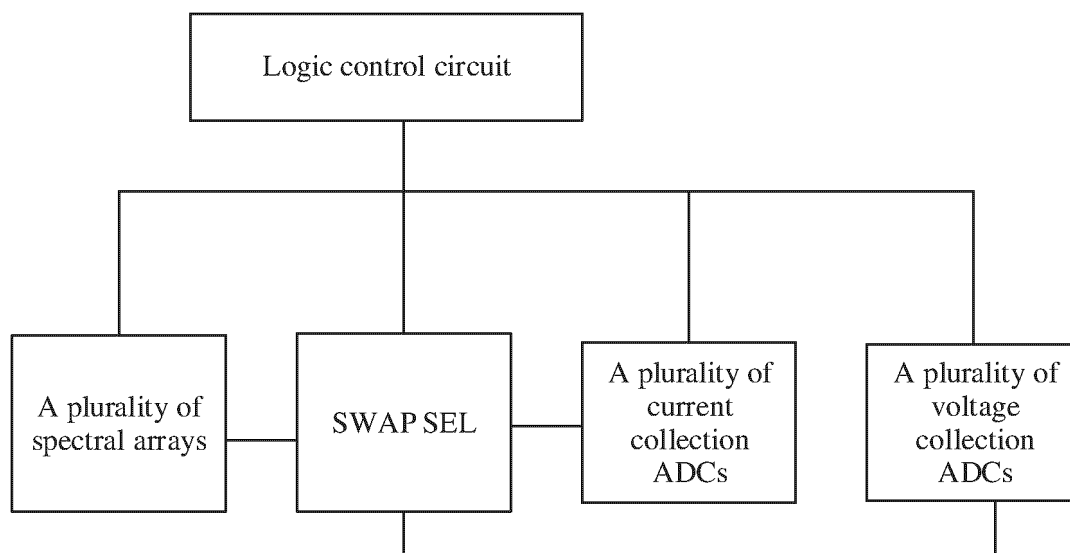 Logic control circuit
A plurality of
spectral arrays
SWAP SEL
A plurality of
current
collection
ADCs
A plurality of
voltage
collection
ADCs